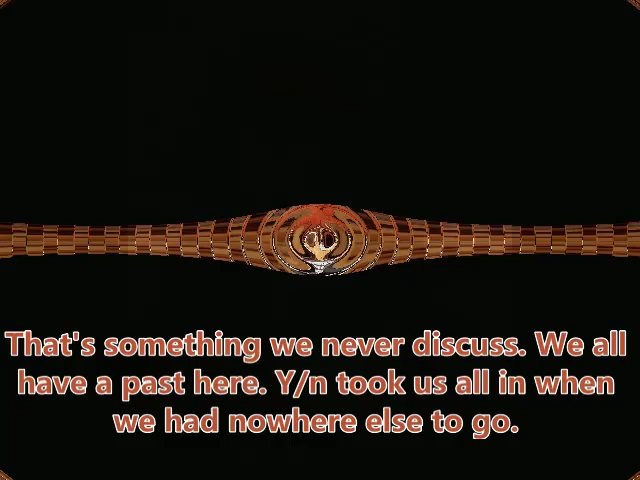 That's something we never discuss. We all
have a past here. Y/n took us all in when
we had nowhere else to go.